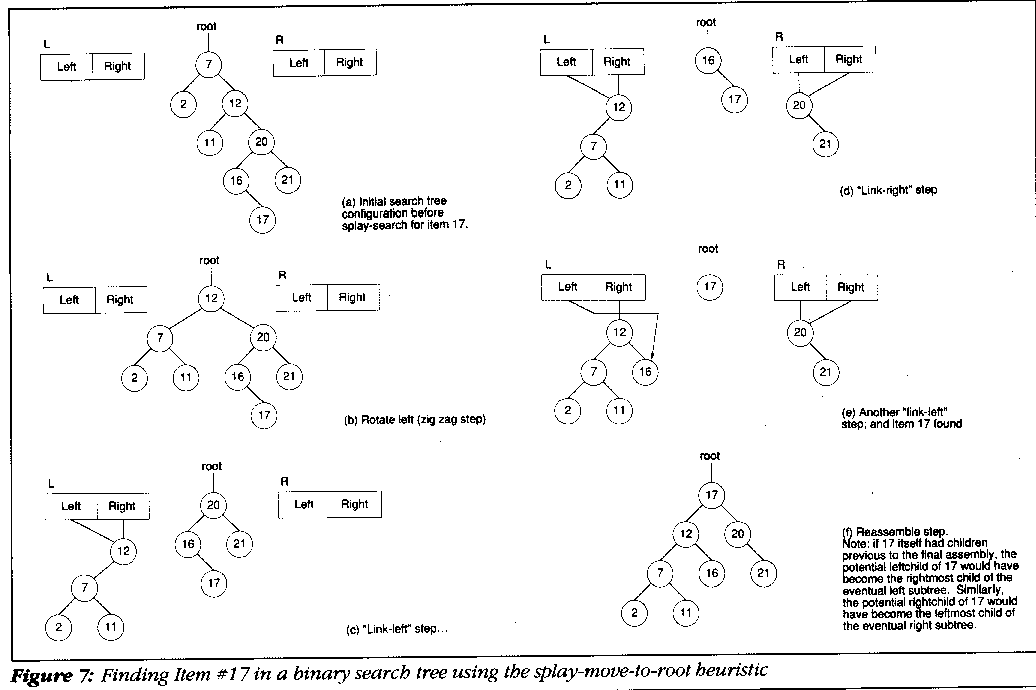 root
L
R
Left Right
7
Left Right
2
12
11
20
16
21
17
(a) Initial search tree
configuration before
splay-search for item 17.
root
L
R
Left Right
12
Left Right
7
20
2
11
16
21
17
(b) Rotate left (zig zag step)
root
L
R
Left Right
20
Left Right
12
16
21
7
17
2
11
(c) "Link-left" step...
root
L
R
Left Right
16
Left Right
12
17
20
7
21
2
11
(d) "Link-right" step
root
L
R
Left Right
17
Left Right
12
20
7
16
21
2
11
(e) Another "link-left"
step; and item 17 found
root
17
12
20
7
16
21
2
11
(f) Reassemble step.
Note: if 17 itself had children
previous to the final assembly, the
potential leftchild of 17 would have
become the rightmost child of the
eventual left subtree. Similarly,
the potential rightchild of 17 would
have become the leftmost child of
the eventual right subtree.
Figure 7: Finding Item #17 in a binary search tree using the splay-move-to-root heuristic